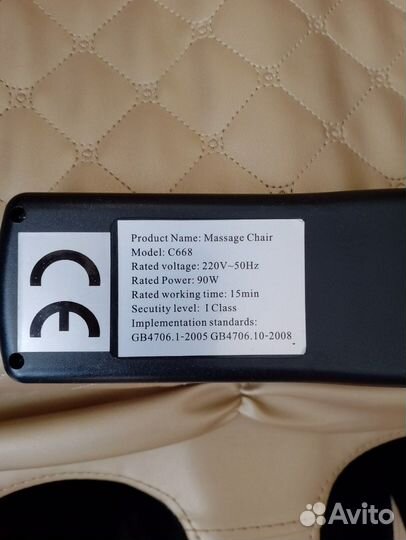 CE
Product Name: Massage Chair
Model: C668
Rated voltage: 220V~50Hz
Rated Power: 90W
Rated working time: 15min
Secutity level: I Class
Implementation standards:
GB4706.1-2005 GB4706.10-2008
Avito